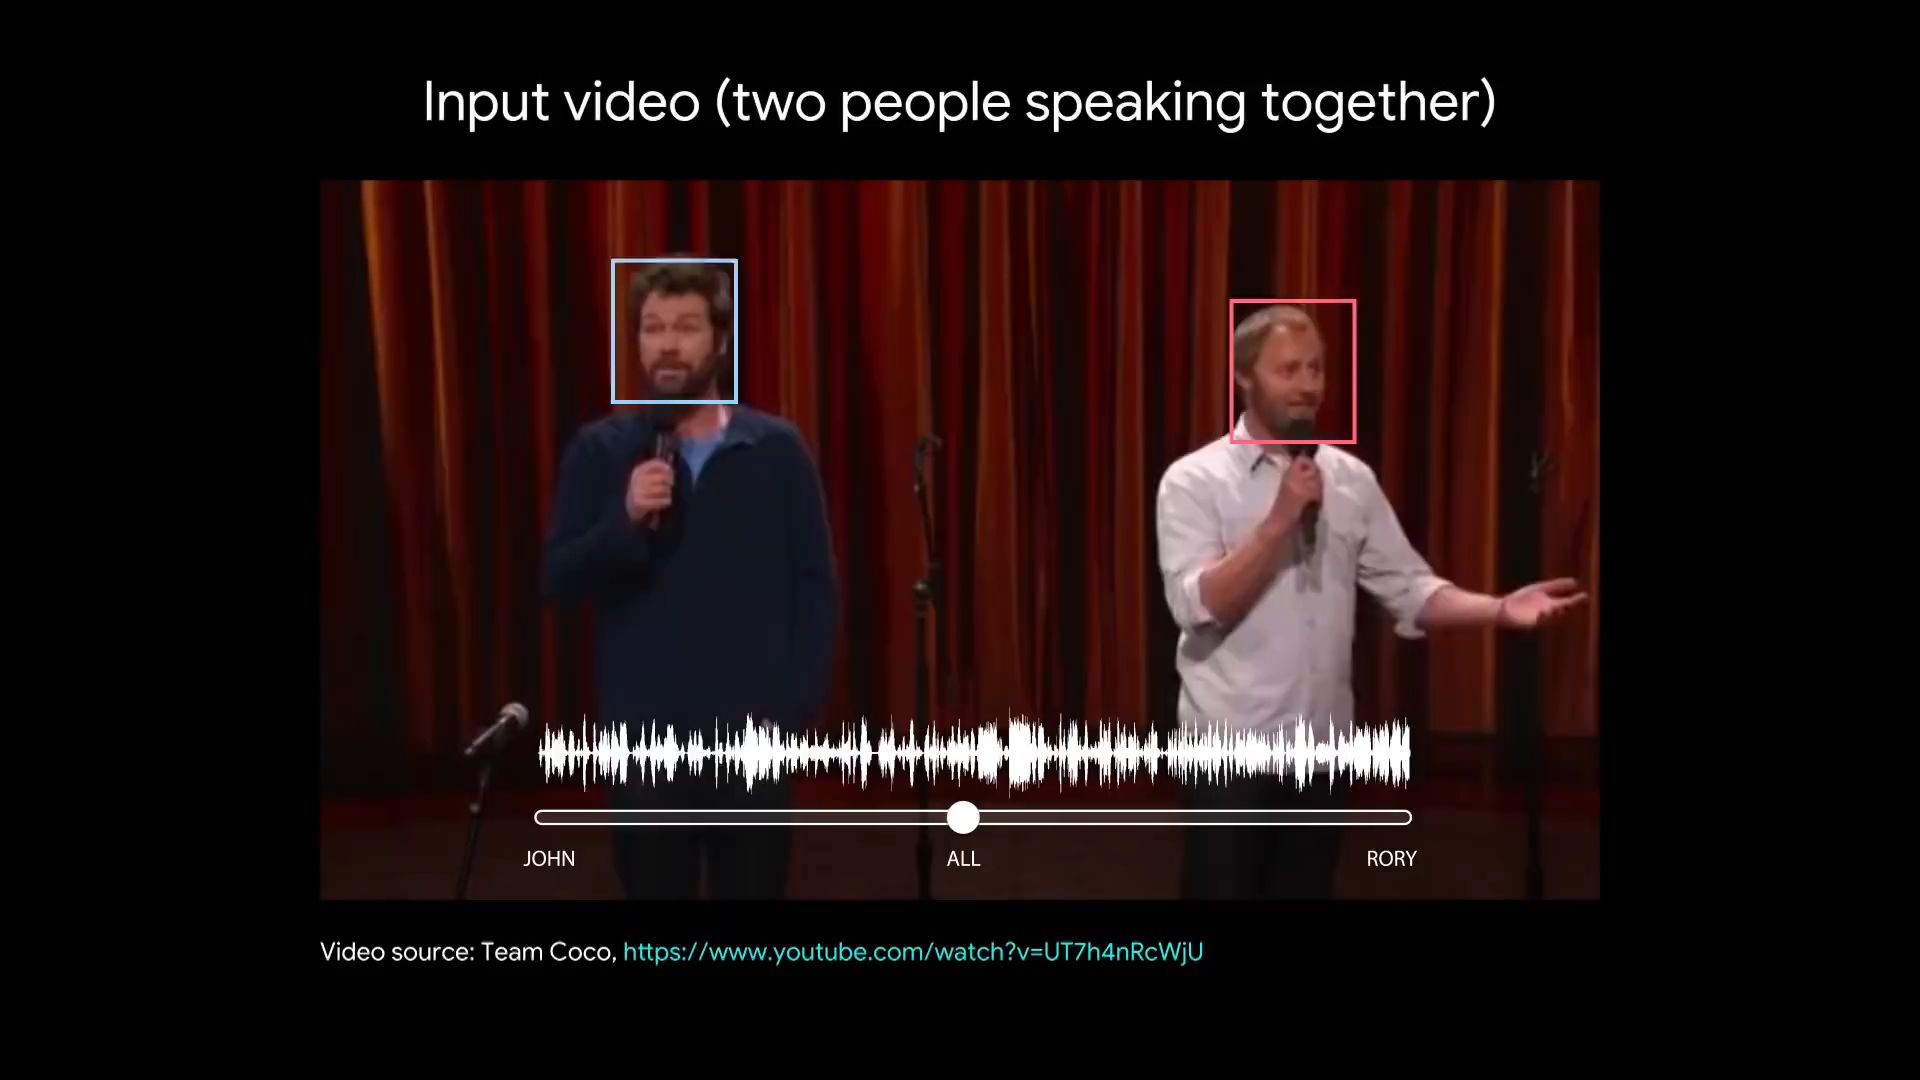 Input video (two people speaking together)
JOHN ALL RORY
Video source: Team Coco, https://www.youtube.com/watch?v=UT7h4nRcWjU